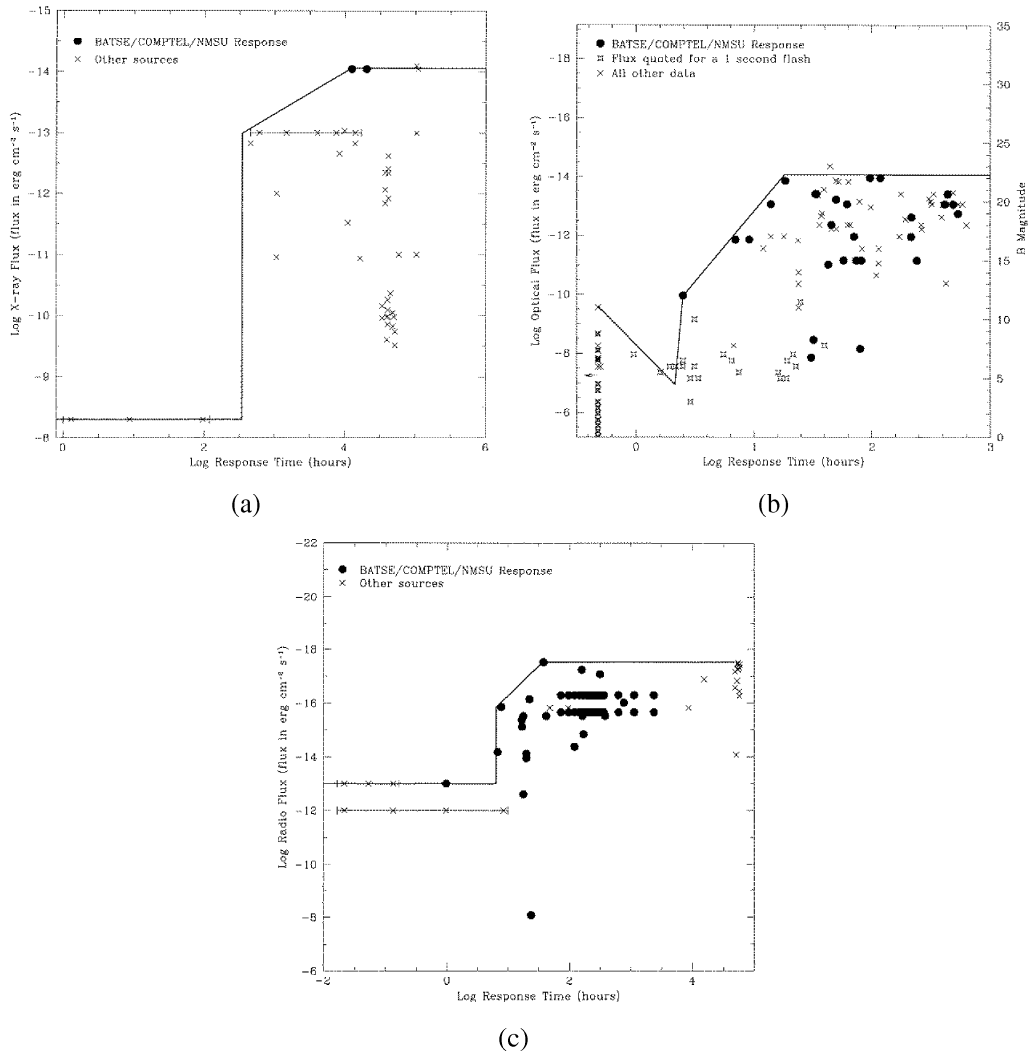 -15
-14
-13
-12
-11
-10
-9
-8
0
2
4
6
● BATSE/COMPTEL/NMSU Response
× Other sources
Log X-ray Flux (flux in erg cm⁻² s⁻¹)
Log Response Time (hours)
(a)
-18
-16
-14
-12
-10
-8
-6
0
1
2
3
35
30
25
20
15
10
5
0
● BATSE/COMPTEL/NMSU Response
¤ Flux quoted for a 1 second flash
× All other data
Log Optical Flux (flux in erg cm⁻² s⁻¹)
B Magnitude
Log Response Time (hours)
(b)
-22
-20
-18
-16
-14
-12
-10
-8
-6
-2
0
2
4
● BATSE/COMPTEL/NMSU Response
× Other sources
Log Radio Flux (flux in erg cm⁻² s⁻¹)
Log Response Time (hours)
(c)